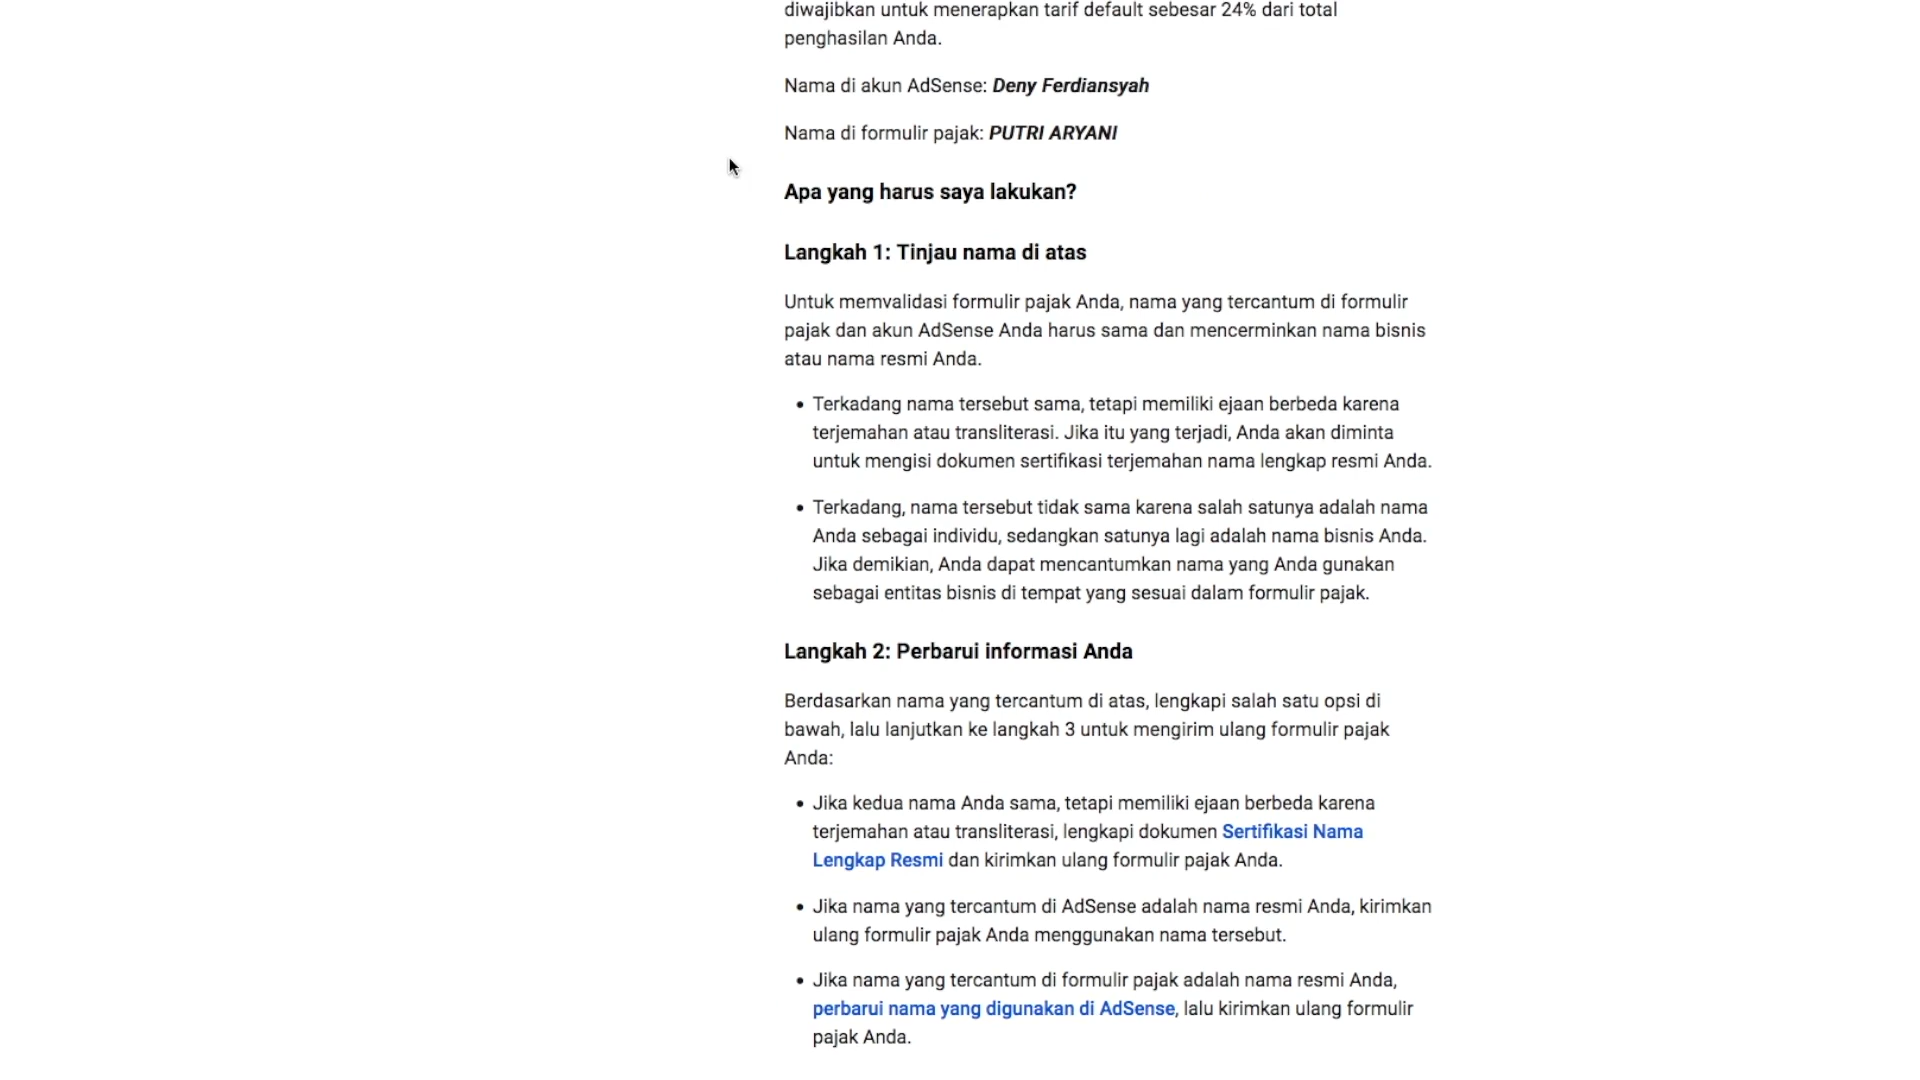 diwajibkan untuk menerapkan tarif default sebesar 24% dari total
penghasilan Anda.
Nama di akun AdSense: Deny Ferdiansyah
Nama di formulir pajak: PUTRI ARYANI
Apa yang harus saya lakukan?
Langkah 1: Tinjau nama di atas
Untuk memvalidasi formulir pajak Anda, nama yang tercantum di formulir
pajak dan akun AdSense Anda harus sama dan mencerminkan nama bisnis
atau nama resmi Anda.
• Terkadang nama tersebut sama, tetapi memiliki ejaan berbeda karena
terjemahan atau transliterasi. Jika itu yang terjadi, Anda akan diminta
untuk mengisi dokumen sertifikasi terjemahan nama lengkap resmi Anda.
• Terkadang, nama tersebut tidak sama karena salah satunya adalah nama
Anda sebagai individu, sedangkan satunya lagi adalah nama bisnis Anda.
Jika demikian, Anda dapat mencantumkan nama yang Anda gunakan
sebagai entitas bisnis di tempat yang sesuai dalam formulir pajak.
Langkah 2: Perbarui informasi Anda
Berdasarkan nama yang tercantum di atas, lengkapi salah satu opsi di
bawah, lalu lanjutkan ke langkah 3 untuk mengirim ulang formulir pajak
Anda:
• Jika kedua nama Anda sama, tetapi memiliki ejaan berbeda karena
terjemahan atau transliterasi, lengkapi dokumen Sertifikasi Nama
Lengkap Resmi dan kirimkan ulang formulir pajak Anda.
• Jika nama yang tercantum di AdSense adalah nama resmi Anda, kirimkan
ulang formulir pajak Anda menggunakan nama tersebut.
• Jika nama yang tercantum di formulir pajak adalah nama resmi Anda,
perbarui nama yang digunakan di AdSense, lalu kirimkan ulang formulir
pajak Anda.